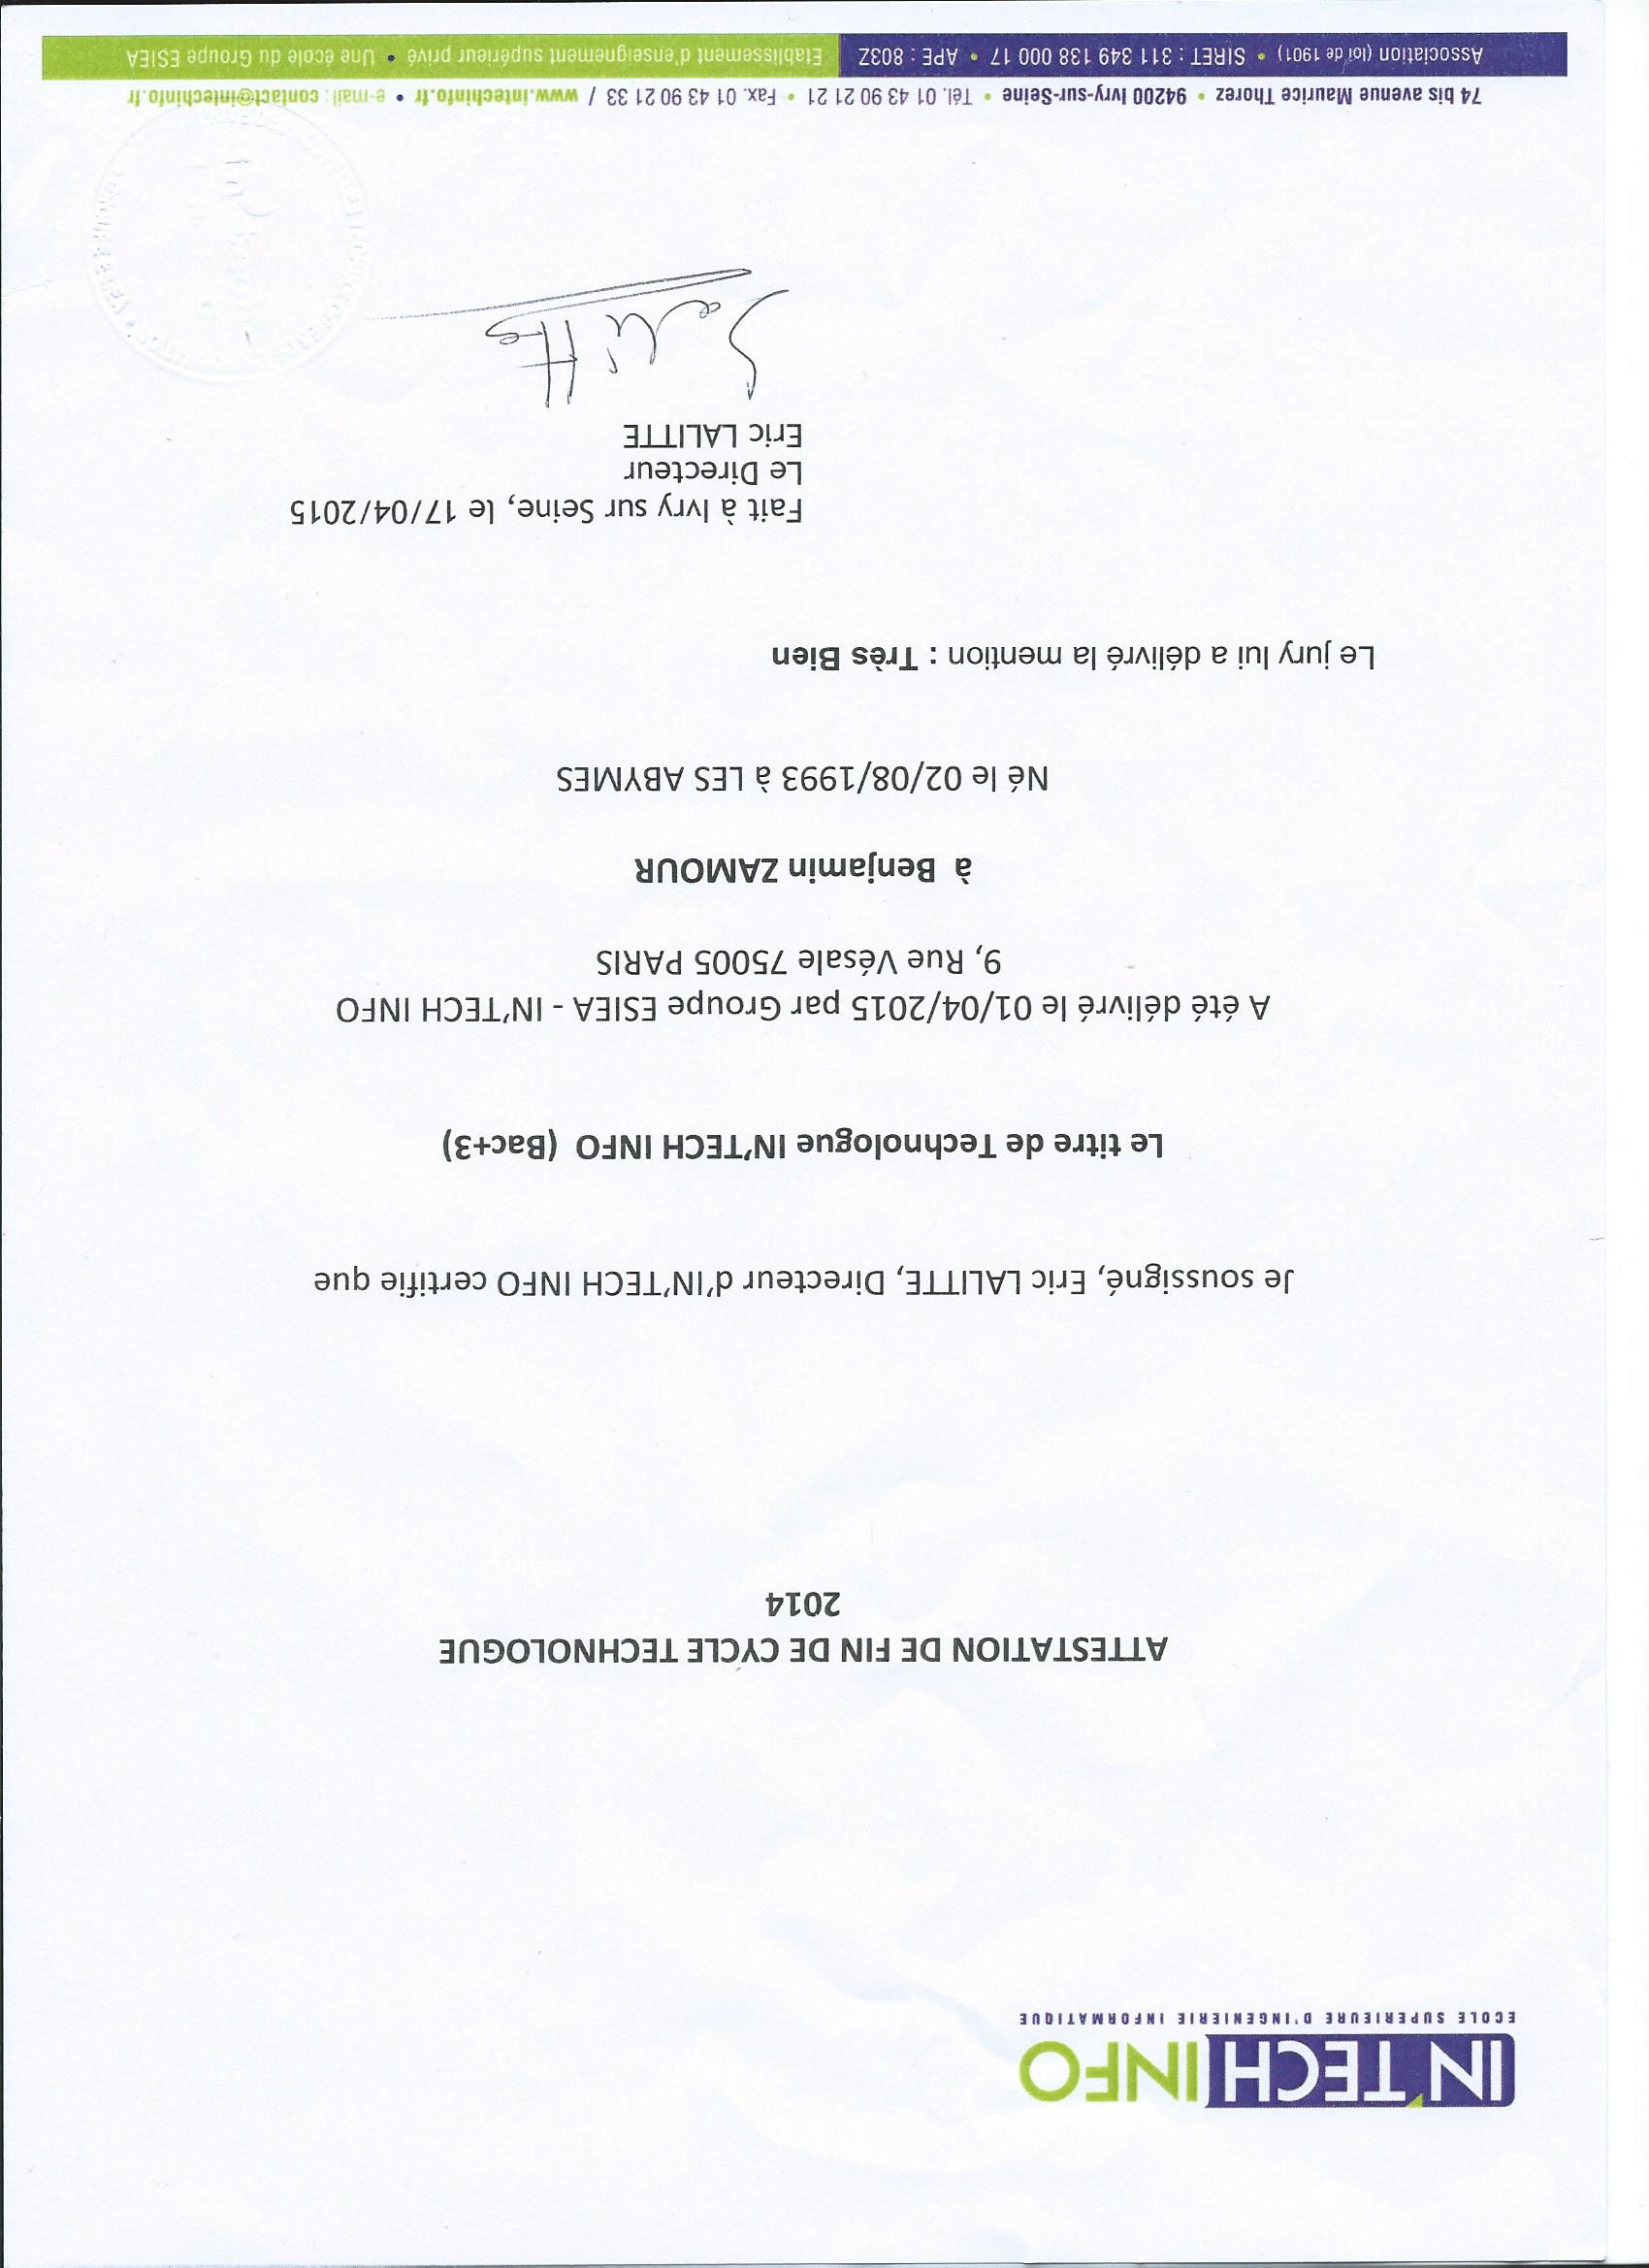 IN'TECH INFO
ECOLE SUPERIEURE D'INGENIERIE INFORMATIQUE
ATTESTATION DE FIN DE CYCLE TECHNOLOGUE
2014
Je soussigné, Eric LALITTE, Directeur d'IN'TECH INFO certifie que
Le titre de Technologue IN'TECH INFO (Bac+3)
A été délivré le 01/04/2015 par Groupe ESIEA - IN'TECH INFO
9, Rue Vésale 75005 PARIS
à Benjamin ZAMOUR
Né le 02/08/1993 à LES ABYMES
Le jury lui a délivré la mention : Très Bien
Fait à Ivry sur Seine, le 17/04/2015
Le Directeur
Eric LALITTE
Lalitte
74 bis avenue Maurice Thorez • 94200 Ivry-sur-Seine • Tél. 01 43 90 21 21 • Fax. 01 43 90 21 33 / www.intechinfo.fr • e-mail : contact@intechinfo.fr
Association (loi de 1901) • SIRET : 311 349 138 000 17 • APE : 803Z Etablissement d'enseignement supérieur privé • Une école du Groupe ESIEA